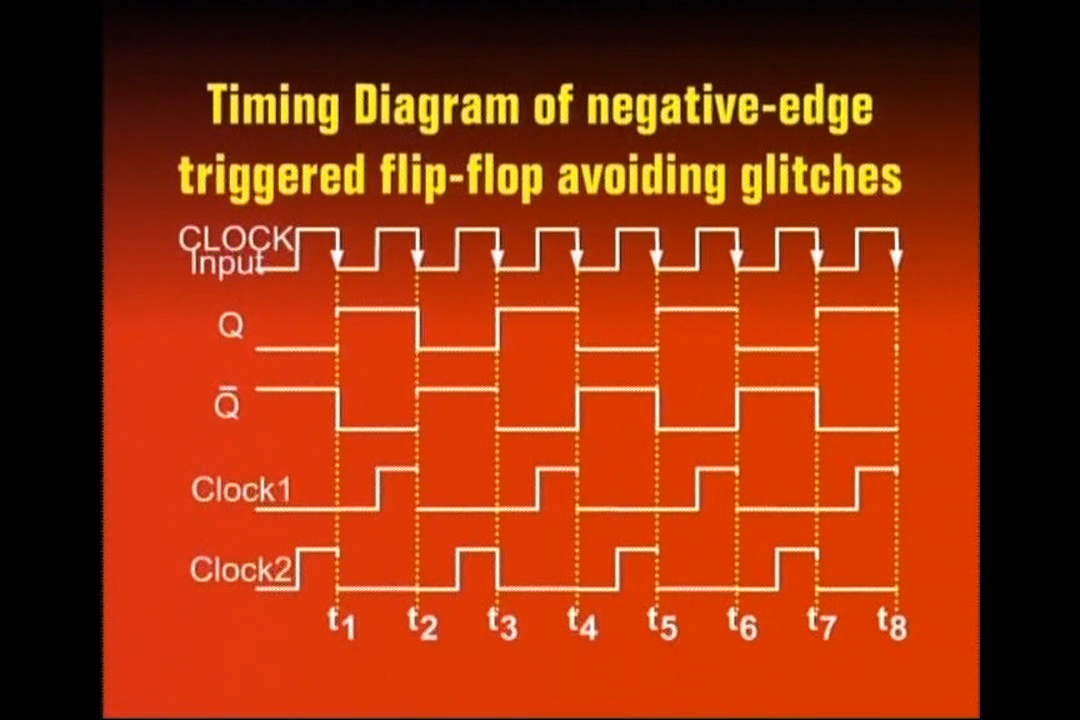 Timing Diagram of negative-edge
triggered flip-flop avoiding glitches
CLOCK
Input
Q
Q̅
Clock1
Clock2
t1 t2 t3 t4 t5 t6 t7 t8